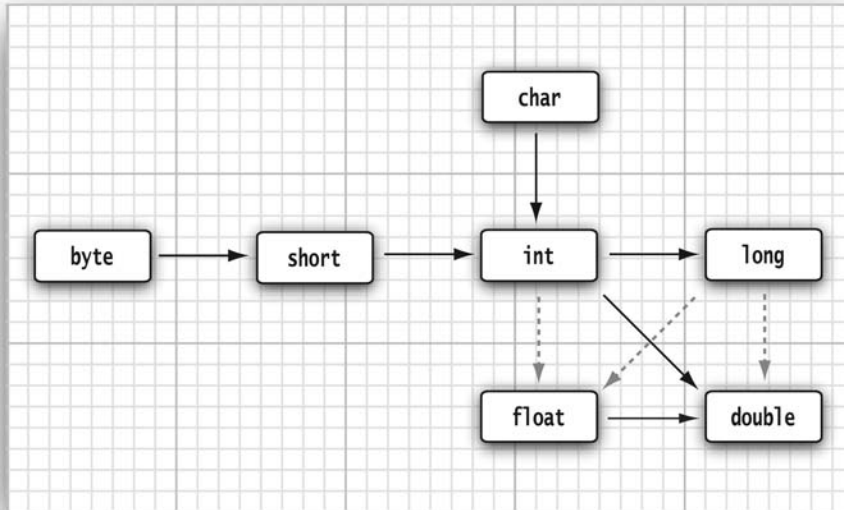 char
byte
short
int
long
float
double